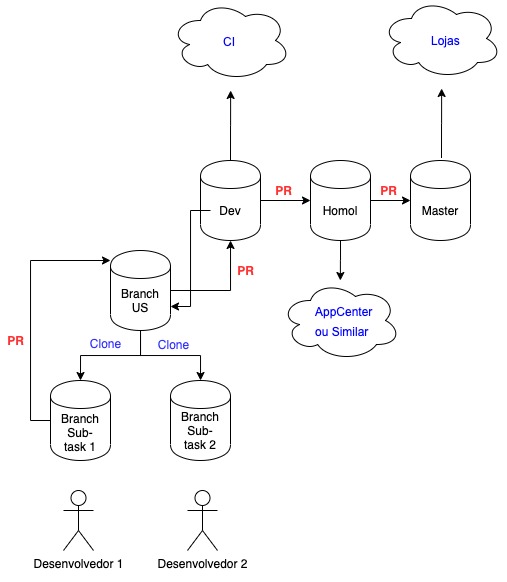 CI
Lojas
PR
PR
Dev
Homol
Master
PR
Branch
US
AppCenter
ou Similar
PR
Clone
Clone
Branch
Sub-
task 1
Branch
Sub-
task 2
Desenvolvedor 1
Desenvolvedor 2